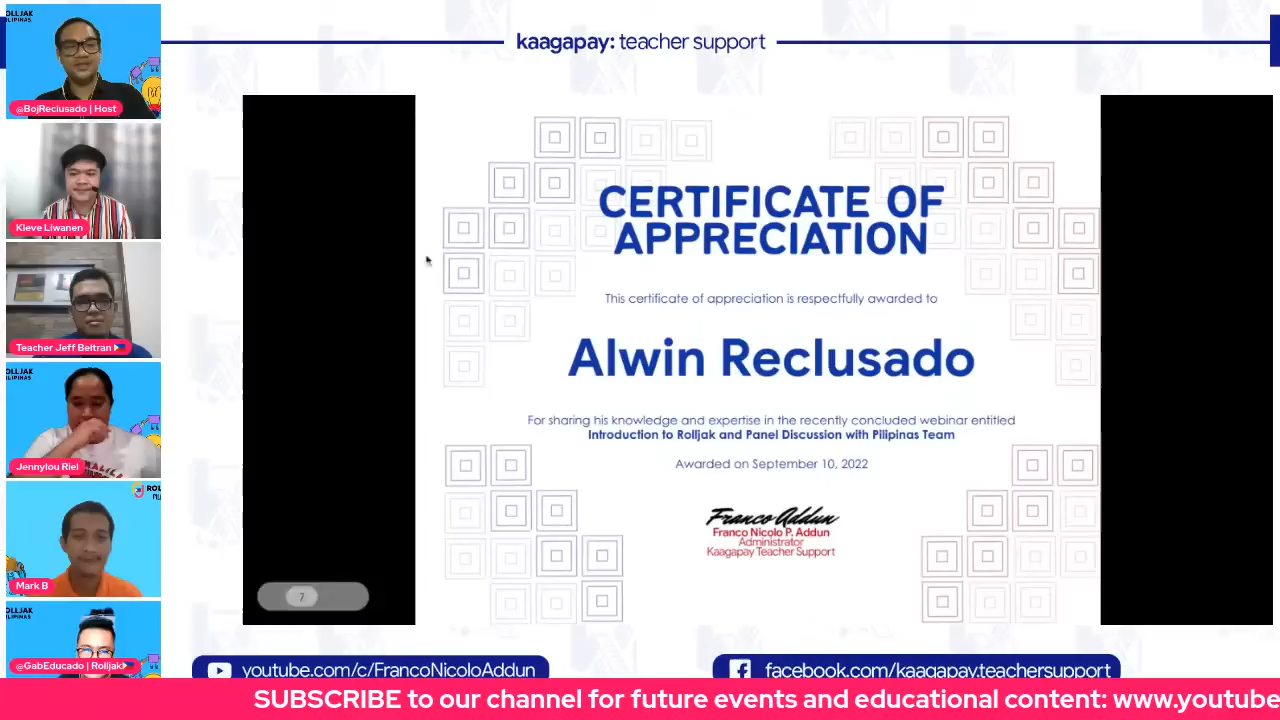 kaagapay: teacher support
@BojReclusado | Host
Kleve Liwanen
Teacher Jeff Beltran
Jennylou Riel
Mark B
@GabEducado | Rolljak
CERTIFICATE OF
APPRECIATION
This certificate of appreciation is respectfully awarded to
Alwin Reclusado
For sharing his knowledge and expertise in the recently concluded webinar entitled
Introduction to Rolljak and Panel Discussion with Pilipinas Team
Awarded on September 10, 2022
Franco Addun
Franco Nicolo P. Addun
Administrator
Kaagapay Teacher Support
7
youtube.com/c/FrancoNicoloAddun
facebook.com/kaagapay.teachersupport
SUBSCRIBE to our channel for future events and educational content: www.youtube